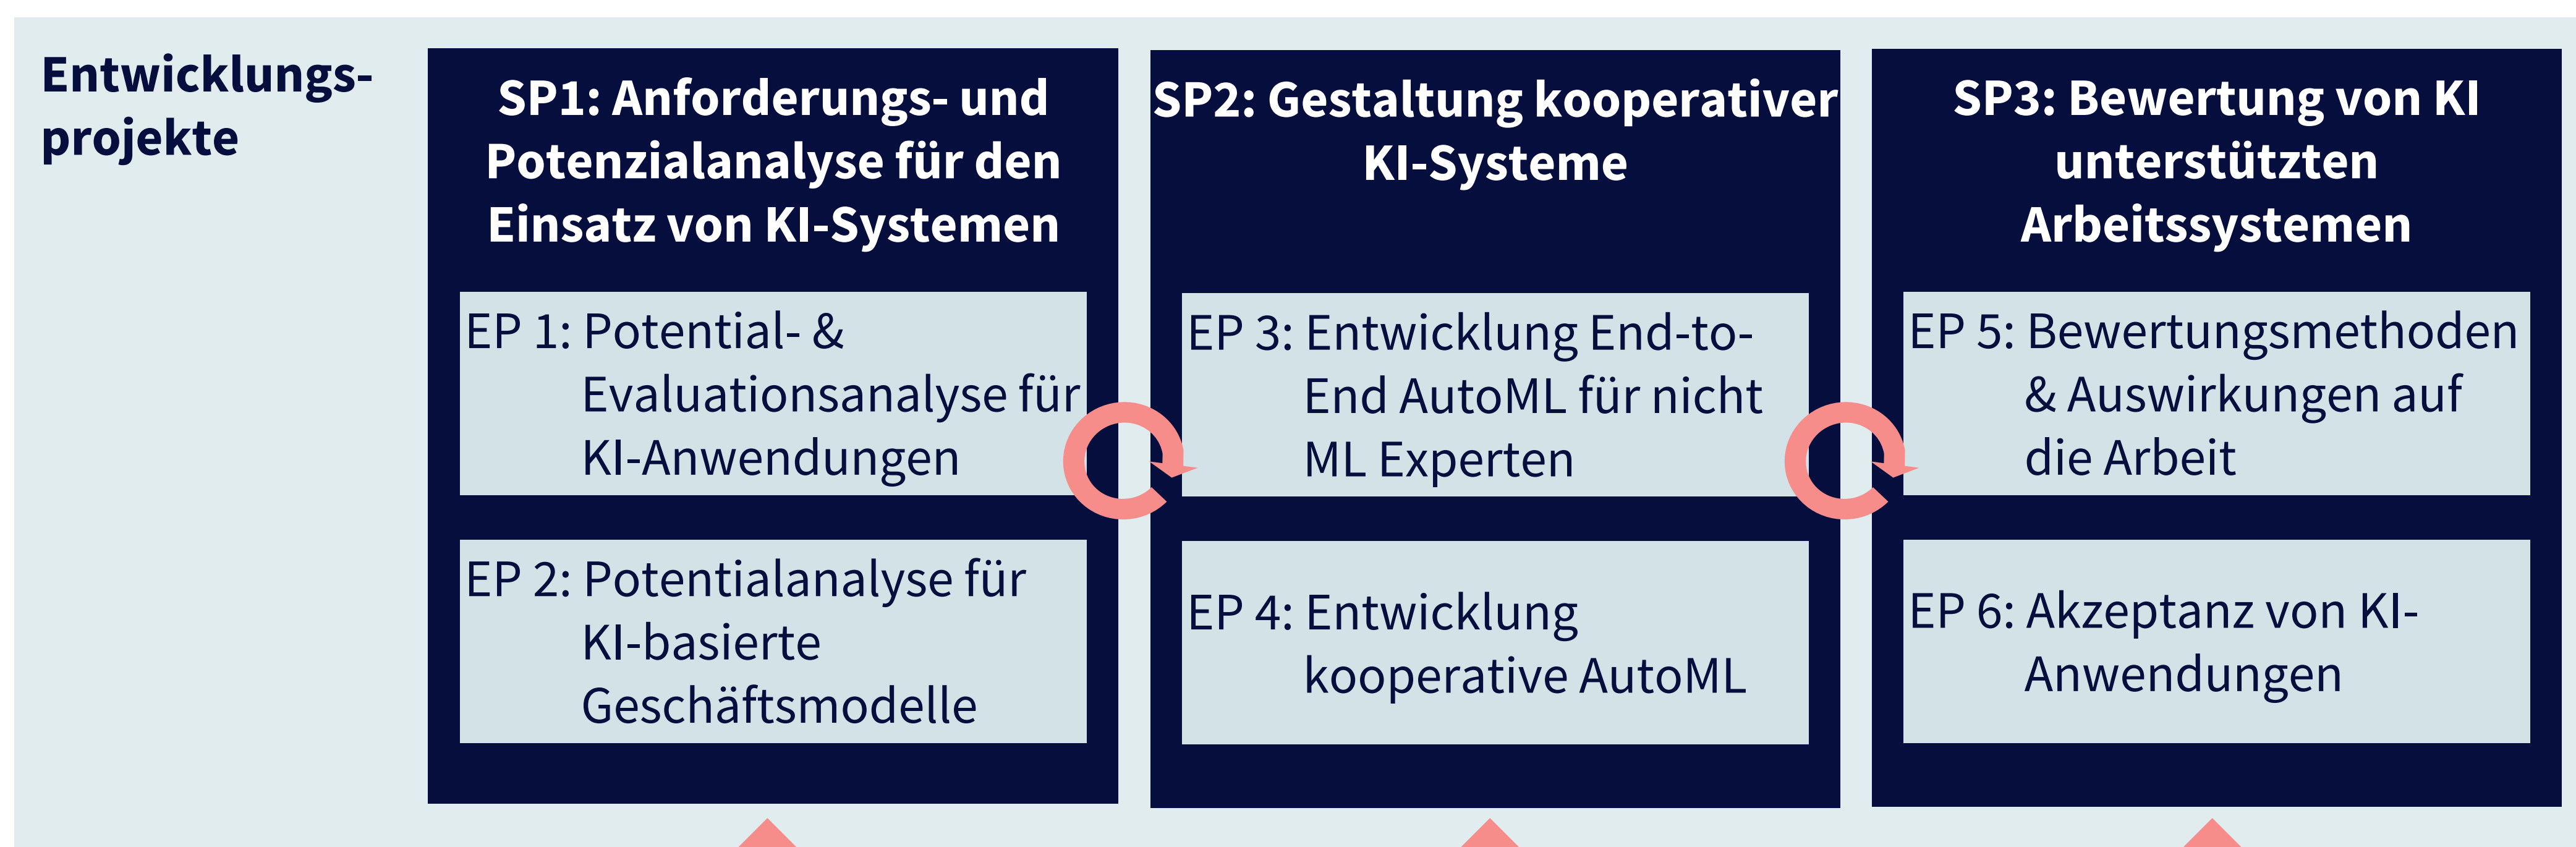 Entwicklungs-
projekte
SP1: Anforderungs- und
Potenzialanalyse für den
Einsatz von KI-Systemen
EP 1: Potential- &
Evaluationsanalyse für
KI-Anwendungen
EP 2: Potentialanalyse für
KI-basierte
Geschäftsmodelle
SP2: Gestaltung kooperativer
KI-Systeme
EP 3: Entwicklung End-to-
End AutoML für nicht
ML Experten
EP 4: Entwicklung
kooperative AutoML
SP3: Bewertung von KI
unterstützten
Arbeitssystemen
EP 5: Bewertungsmethoden
& Auswirkungen auf
die Arbeit
EP 6: Akzeptanz von KI-
Anwendungen